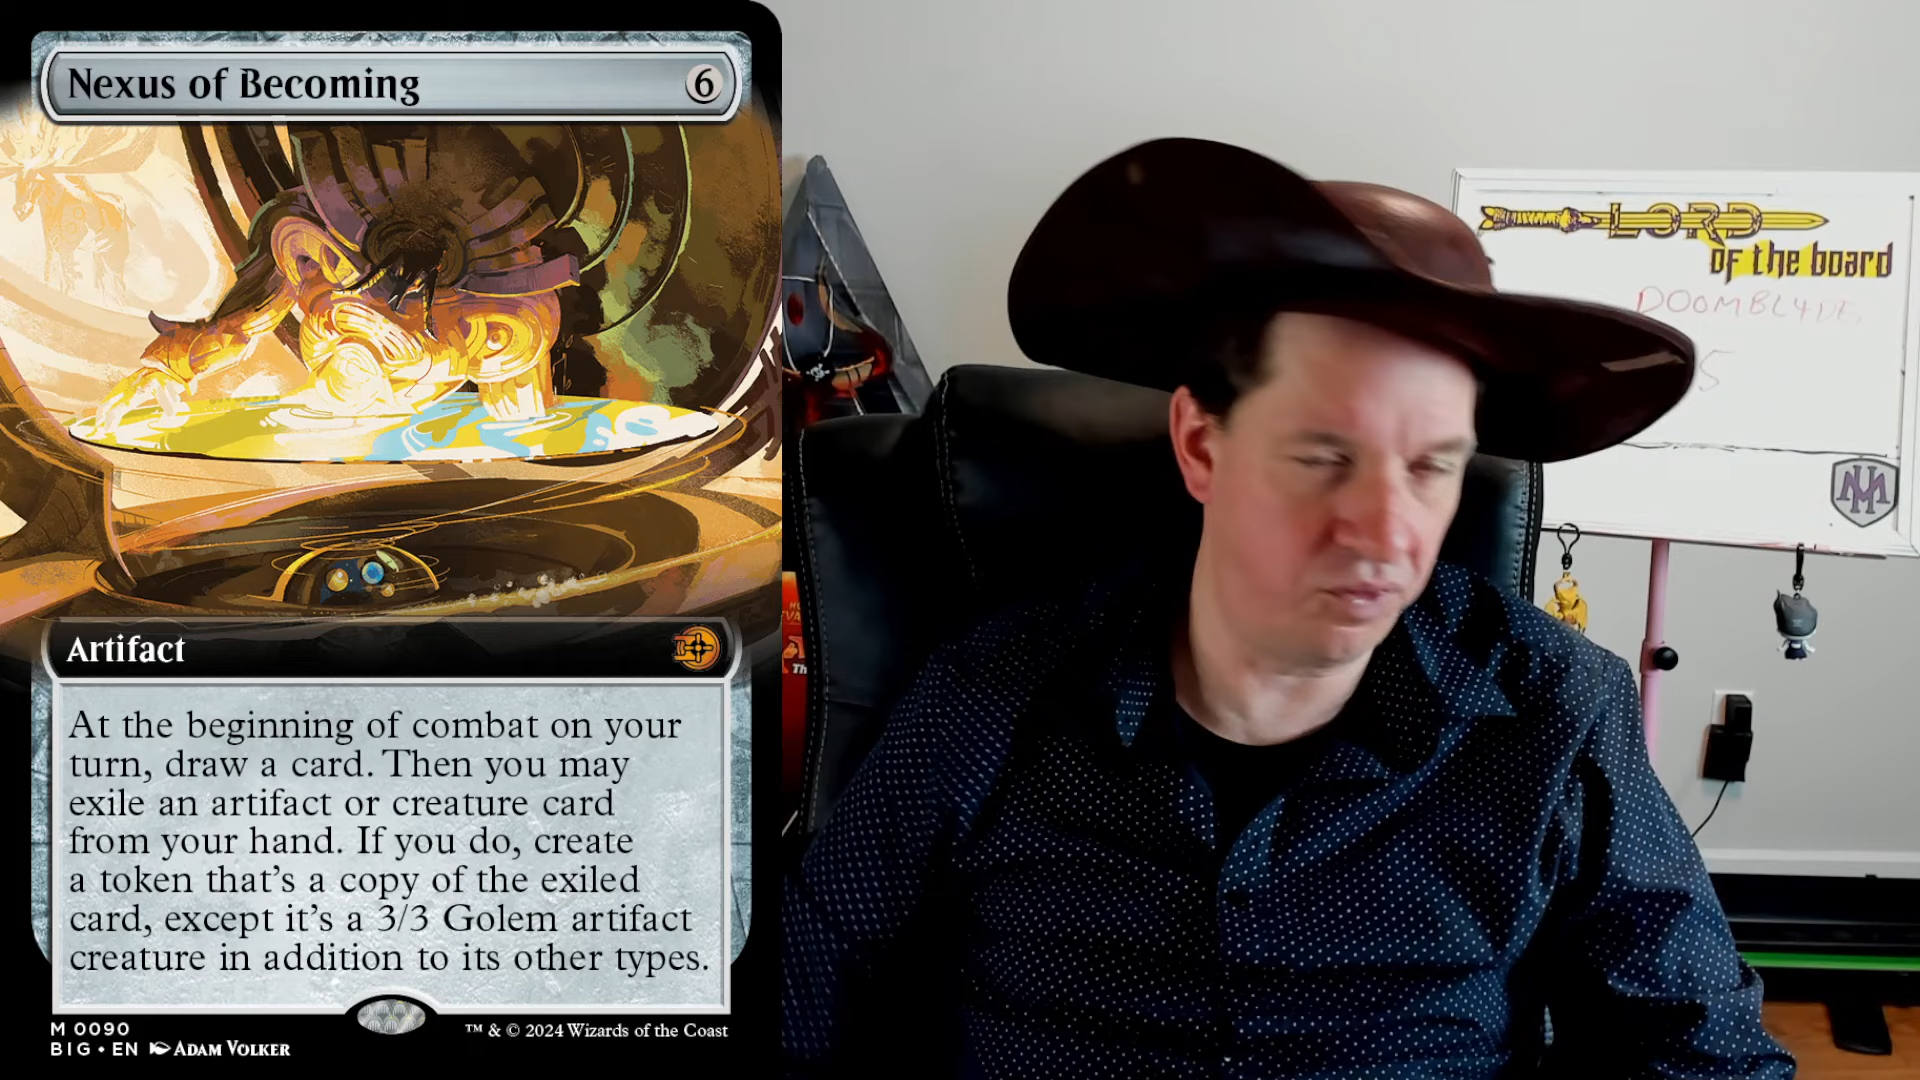 Nexus of Becoming 6
Artifact
At the beginning of combat on your
turn, draw a card. Then you may
exile an artifact or creature card
from your hand. If you do, create
a token that's a copy of the exiled
card, except it's a 3/3 Golem artifact
creature in addition to its other types.
M 0090
BIG • EN ADAM VOLKER
™ & © 2024 Wizards of the Coast
LORD
of the board
DOOMBLADE